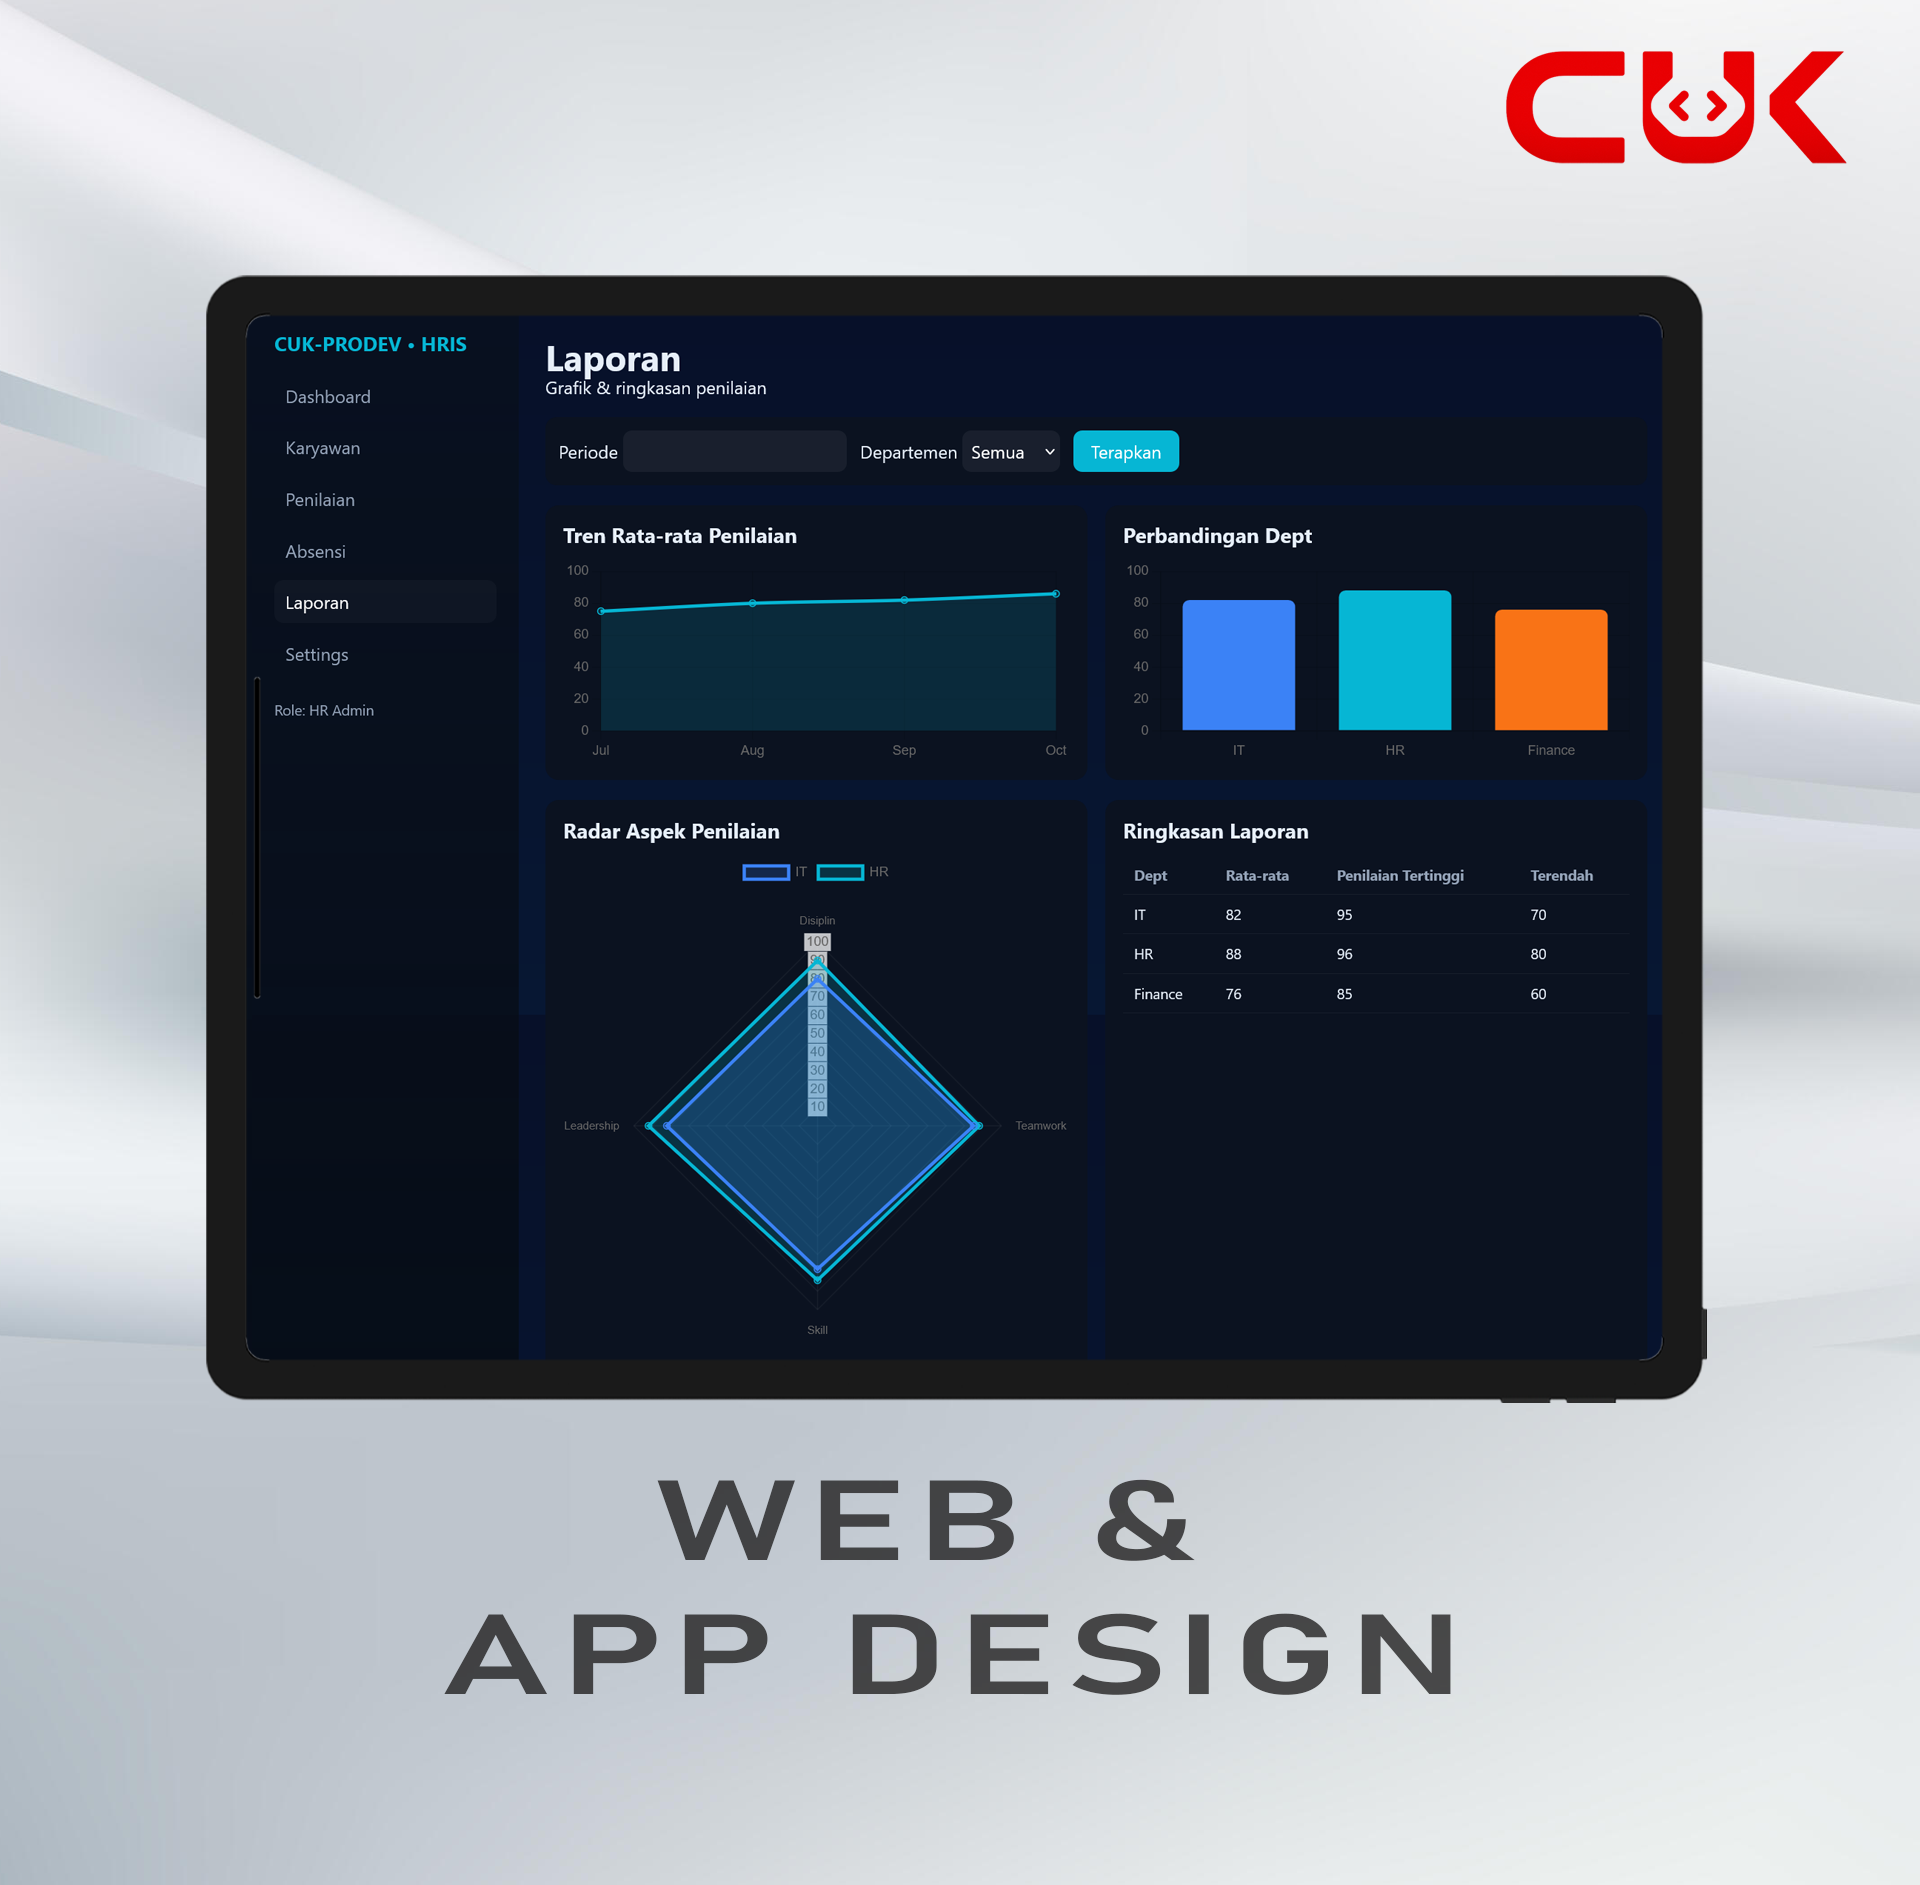 CUK
CUK-PRODEV • HRIS
Dashboard
Karyawan
Penilaian
Absensi
Laporan
Settings
Role: HR Admin
Laporan
Grafik & ringkasan penilaian
Periode Departemen Semua Terapkan
Tren Rata-rata Penilaian
100
80
60
40
20
0
Jul Aug Sep Oct
Perbandingan Dept
100
80
60
40
20
0
IT HR Finance
Radar Aspek Penilaian
IT HR
Disiplin
100
90
80
70
60
50
40
30
20
10
Leadership Teamwork
Skill
Ringkasan Laporan
Dept Rata-rata Penilaian Tertinggi Terendah
IT 82 95 70
HR 88 96 80
Finance 76 85 60
WEB &
APP DESIGN